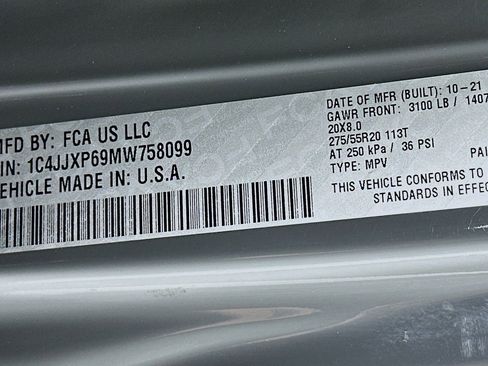 MFD BY: FCA US LLC
IN: 1C4JJXP69MW758099
VEHICLE MADE IN: U.S.A.
DATE OF MFR (BUILT): 10-21
GAWR FRONT: 3100 LB / 1407
20X8.0
275/55R20 113T
AT 250 kPa / 36 PSI
TYPE: MPV
PAI
THIS VEHICLE CONFORMS TO
STANDARDS IN EFFEC